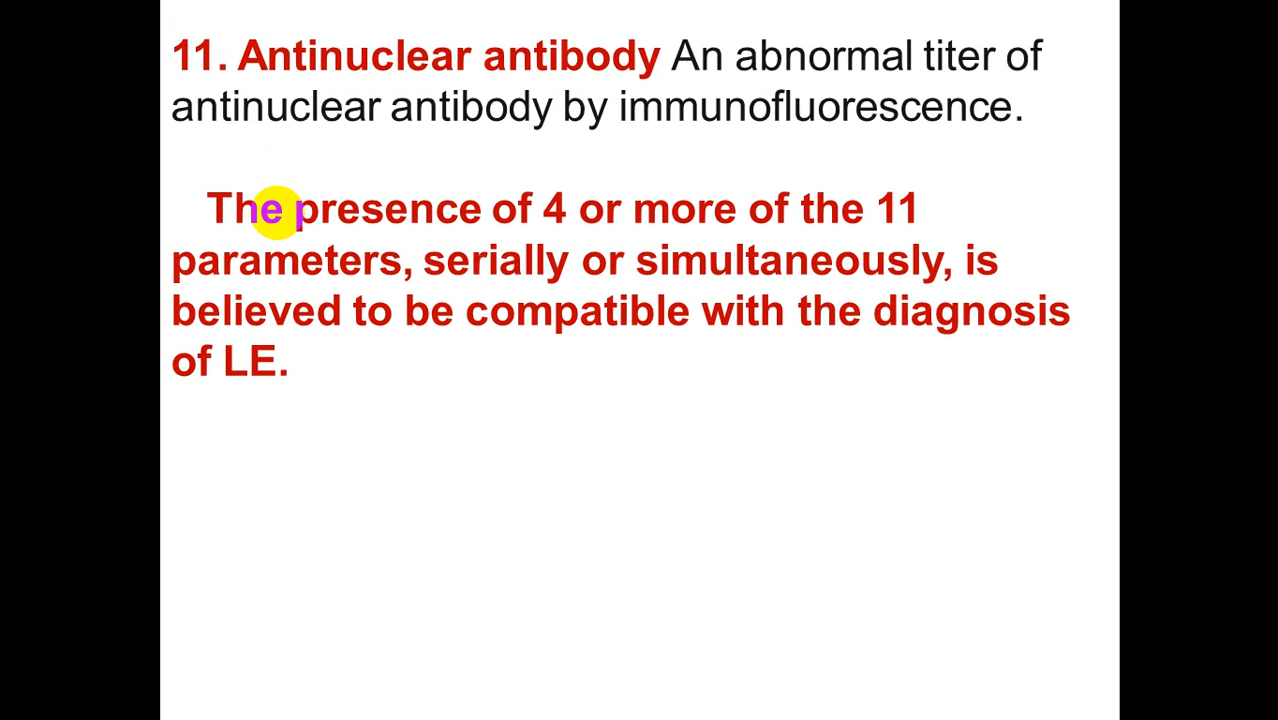 11. Antinuclear antibody An abnormal titer of
antinuclear antibody by immunofluorescence.
The presence of 4 or more of the 11
parameters, serially or simultaneously, is
believed to be compatible with the diagnosis
of LE.